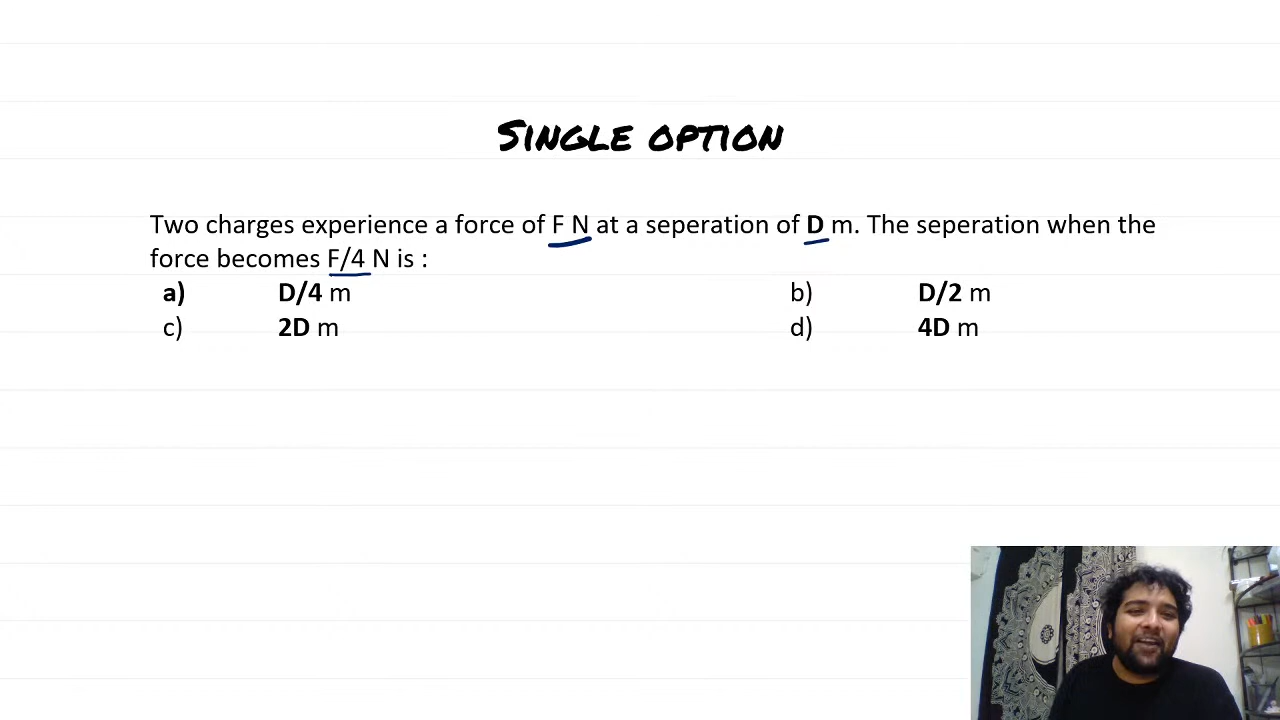 SINGLE OPTION
Two charges experience a force of F N at a seperation of D m. The seperation when the
force becomes F/4 N is :
a) D/4 m b) D/2 m
c) 2D m d) 4D m